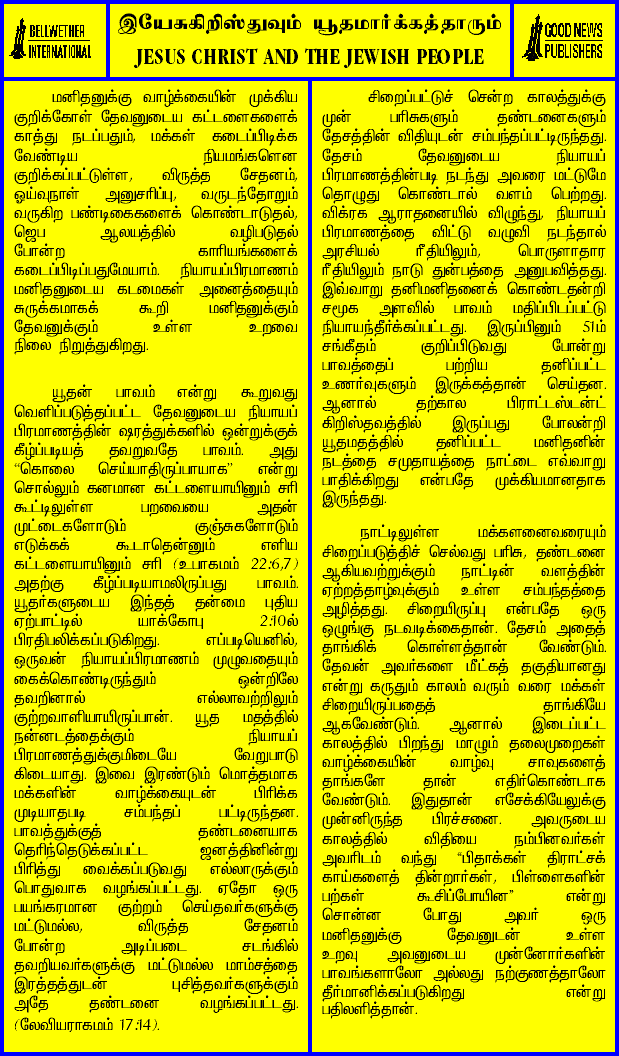 BELLWETHER
INTERNATIONAL
இயேசுகிறிஸ்துவும் யூதமார்க்கத்தாரும்
JESUS CHRIST AND THE JEWISH PEOPLE
GOOD NEWS
PUBLISHERS
மனிதனுக்கு வாழ்க்கையின் முக்கிய
குறிக்கோள் தேவனுடைய கட்டளைகளைக்
காத்து நடப்பதும், மக்கள் கடைப்பிடிக்க
வேண்டிய நியமங்களென
குறிக்கப்பட்டுள்ள, விருத்த சேதனம்,
ஓய்வுநாள் அனுசரிப்பு, வருடந்தோறும்
வருகிற பண்டிகைகளைக் கொண்டாடுதல்,
ஜெப ஆலயத்தில் வழிபடுதல்
போன்ற காரியங்களைக்
கடைப்பிடிப்பதுமேயாம். நியாயப்பிரமாணம்
மனிதனுடைய கடமைகள் அனைத்தையும்
சுருக்கமாகக் கூறி மனிதனுக்கும்
தேவனுக்கும் உள்ள உறவை
நிலை நிறுத்துகிறது.
யூதன் பாவம் என்று கூறுவது
வெளிப்படுத்தப்பட்ட தேவனுடைய நியாயப்
பிரமாணத்தின் ஷரத்துக்களில் ஒன்றுக்குக்
கீழ்ப்படியத் தவறுவதே பாவம். அது
“கொலை செய்யாதிருப்பாயாக” என்று
சொல்லும் கனமான கட்டளையாயினும் சரி
கூட்டிலுள்ள பறவையை அதன்
முட்டைகளோடும் குஞ்சுகளோடும்
எடுக்கக் கூடாதென்னும் எளிய
கட்டளையாயினும் சரி (உபாகமம் 22:6,7)
அதற்கு கீழ்ப்படியாமலிருப்பது பாவம்.
யூதர்களுடைய இந்தத் தன்மை புதிய
ஏற்பாட்டில் யாக்கோபு 2:10ல்
பிரதிபலிக்கப்படுகிறது. எப்படியெனில்,
ஒருவன் நியாயப்பிரமாணம் முழுவதையும்
கைக்கொண்டிருந்தும் ஒன்றிலே
தவறினால் எல்லாவற்றிலும்
குற்றவாளியாயிருப்பான். யூத மதத்தில்
நன்னடத்தைக்கும் நியாயப்
பிரமாணத்துக்குமிடையே வேறுபாடு
கிடையாது. இவை இரண்டும் மொத்தமாக
மக்களின் வாழ்க்கையுடன் பிரிக்க
முடியாதபடி சம்பந்தப் பட்டிருந்தன.
பாவத்துக்குத் தண்டனையாக
தெரிந்தெடுக்கப்பட்ட ஜனத்தினின்று
பிரித்து வைக்கப்படுவது எல்லாருக்கும்
பொதுவாக வழங்கப்பட்டது. ஏதோ ஒரு
பயங்கரமான குற்றம் செய்தவர்களுக்கு
மட்டுமல்ல, விருத்த சேதனம்
போன்ற அடிப்படை சடங்கில்
தவறியவர்களுக்கு மட்டுமல்ல மாம்சத்தை
இரத்தத்துடன் புசித்தவர்களுக்கும்
அதே தண்டனை வழங்கப்பட்டது.
(லேவியராகமம் 17:14).
சிறைப்பட்டுச் சென்ற காலத்துக்கு
முன் பரிசுகளும் தண்டனைகளும்
தேசத்தின் விதியுடன் சம்பந்தப்பட்டிருந்தது.
தேசம் தேவனுடைய நியாயப்
பிரமாணத்தின்படி நடந்து அவரை மட்டுமே
தொழுது கொண்டால் வளம் பெற்றது.
விக்ரக ஆராதனையில் விழுந்து, நியாயப்
பிரமாணத்தை விட்டு வழுவி நடந்தால்
அரசியல் ரீதியிலும், பொருளாதார
ரீதியிலும் நாடு துன்பத்தை அனுபவித்தது.
இவ்வாறு தனிமனிதனைக் கொண்டதன்றி
சமூக அளவில் பாவம் மதிப்பிடப்பட்டு
நியாயந்தீர்க்கப்பட்டது. இருப்பினும் 51ம்
சங்கீதம் குறிப்பிடுவது போன்று
பாவத்தைப் பற்றிய தனிப்பட்ட
உணர்வுகளும் இருக்கத்தான் செய்தன.
ஆனால் தற்கால பிராட்டஸ்டன்ட்
கிறிஸ்தவத்தில் இருப்பது போலன்றி
யூதமதத்தில் தனிப்பட்ட மனிதனின்
நடத்தை சமுதாயத்தை நாட்டை எவ்வாறு
பாதிக்கிறது என்பதே முக்கியமானதாக
இருந்தது.
நாட்டிலுள்ள மக்களனைவரையும்
சிறைப்படுத்திச் செல்வது பரிசு, தண்டனை
ஆகியவற்றுக்கும் நாட்டின் வளத்தின்
ஏற்றத்தாழ்வுக்கும் உள்ள சம்பந்தத்தை
அழித்தது. சிறையிருப்பு என்பதே ஒரு
ஒழுங்கு நடவடிக்கைதான். தேசம் அதைத்
தாங்கிக் கொள்ளத்தான் வேண்டும்.
தேவன் அவர்களை மீட்கத் தகுதியானது
என்று கருதும் காலம் வரும் வரை மக்கள்
சிறையிருப்பதைத் தாங்கியே
ஆகவேண்டும். ஆனால் இடைப்பட்ட
காலத்தில் பிறந்து மாழும் தலைமுறைகள்
வாழ்க்கையின் வாழ்வு சாவுகளைத்
தாங்களே தான் எதிர்கொண்டாக
வேண்டும். இதுதான் எசேக்கியேலுக்கு
முன்னிருந்த பிரச்சனை. அவருடைய
காலத்தில் விதியை நம்பினவர்கள்
அவரிடம் வந்து “பிதாக்கள் திராட்சக்
காய்களைத் தின்றார்கள், பிள்ளைகளின்
பற்கள் கூசிப்போயின” என்று
சொன்ன போது அவர் ஒரு
மனிதனுக்கு தேவனுடன் உள்ள
உறவு அவனுடைய முன்னோர்களின்
பாவங்களாலோ அல்லது நற்குணத்தாலோ
தீர்மானிக்கப்படுகிறது என்று
பதிலளித்தான்.